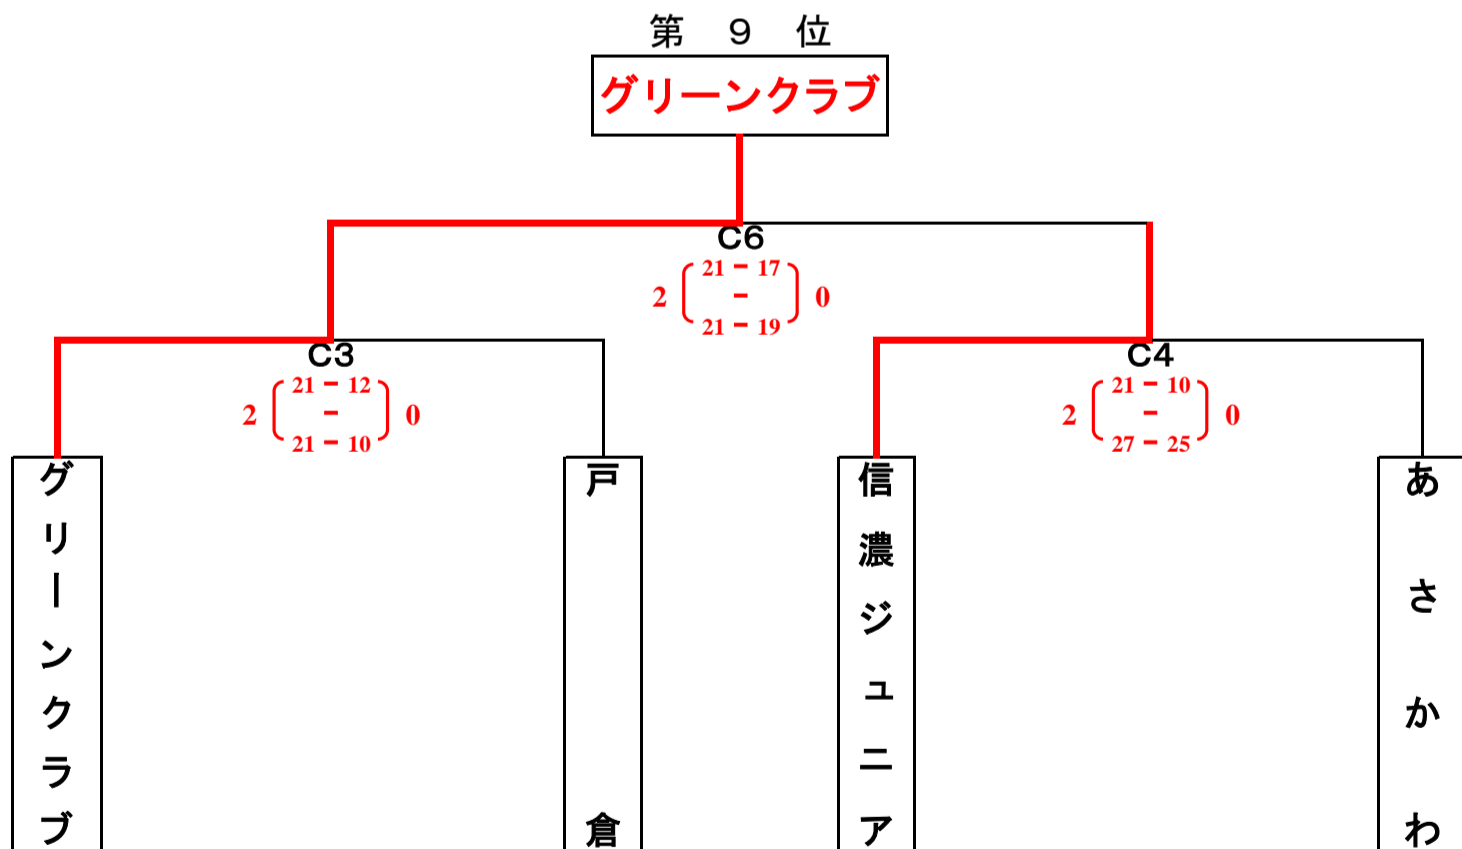 第 9 位
グリーンクラブ
C6
21 - 17
2 - 0
21 - 19
C3
21 - 12
2 - 0
21 - 10
C4
21 - 10
2 - 0
27 - 25
グリーンクラブ
戸倉
信濃ジュニア
あさかわ